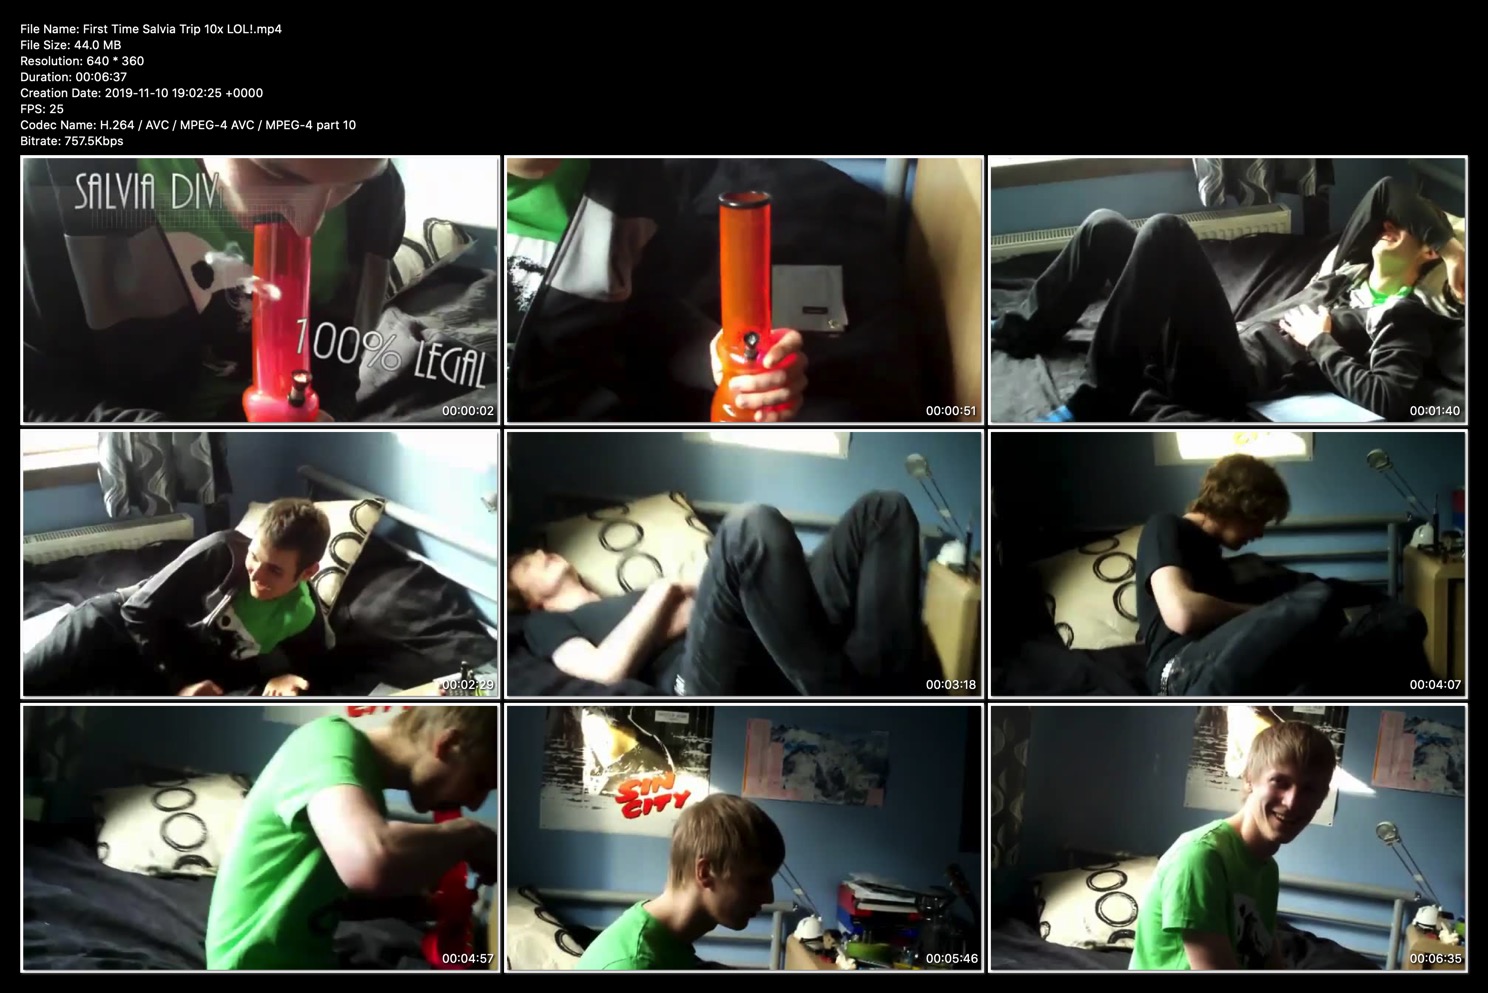 File Name: First Time Salvia Trip 10x LOL!.mp4
File Size: 44.0 MB
Resolution: 640 * 360
Duration: 00:06:37
Creation Date: 2019-11-10 19:02:25 +0000
FPS: 25
Codec Name: H.264 / AVC / MPEG-4 AVC / MPEG-4 part 10
Bitrate: 757.5Kbps
SALVIA DIV
100% LEGAL
00:00:02
00:00:51
00:01:40
00:02:29
00:03:18
00:04:07
CITY
00:04:57
SIN
CITY
00:05:46
00:06:35